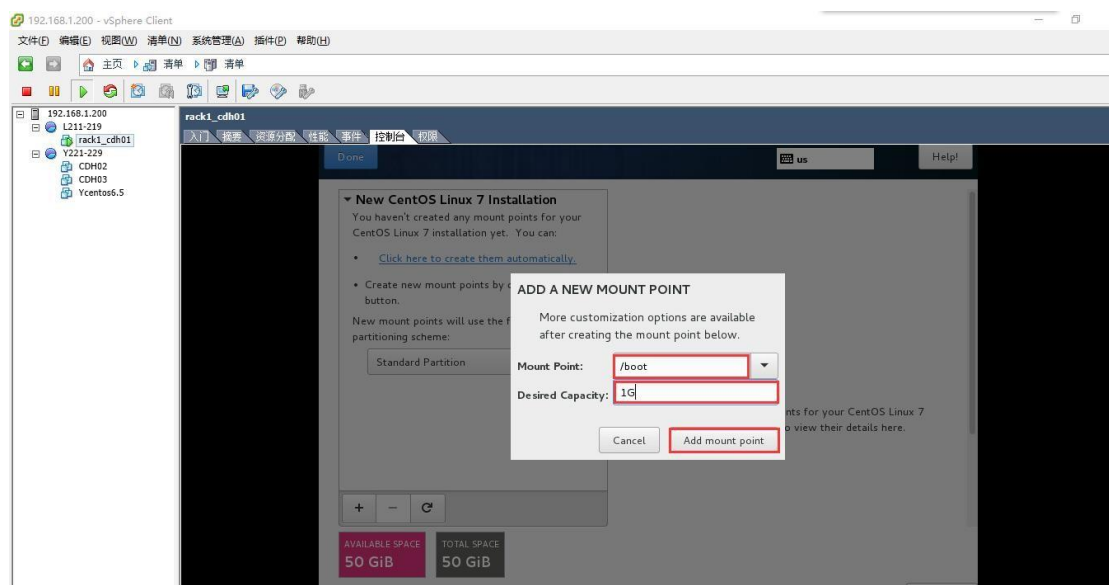 192.168.1.200 - vSphere Client
文件(F) 编辑(E) 视图(W) 清单(N) 系统管理(A) 插件(P) 帮助(H)
主页 清单 清单
192.168.1.200
L211-219
rack1_cdh01
Y221-229
CDH02
CDH03
Ycentos6.5
rack1_cdh01
入门 摘要 资源分配 性能 事件 控制台 权限
Done us Help!
New CentOS Linux 7 Installation
You haven't created any mount points for your
CentOS Linux 7 installation yet. You can:
Click here to create them automatically.
Create new mount points by
button.
New mount points will use the
partitioning scheme:
Standard Partition
ADD A NEW MOUNT POINT
More customization options are available
after creating the mount point below.
Mount Point: /boot
Desired Capacity: 1G
Cancel Add mount point
nts for your CentOS Linux 7
o view their details here.
+ -
AVAILABLE SPACE
50 GiB
TOTAL SPACE
50 GiB